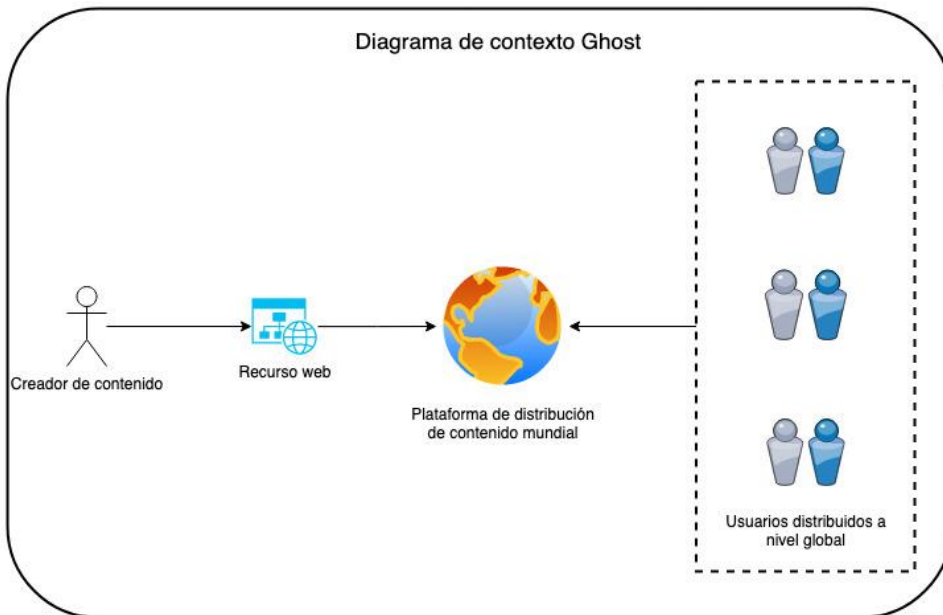 Diagrama de contexto Ghost
Creador de contenido
Recurso web
Plataforma de distribución
de contenido mundial
Usuarios distribuidos a
nivel global